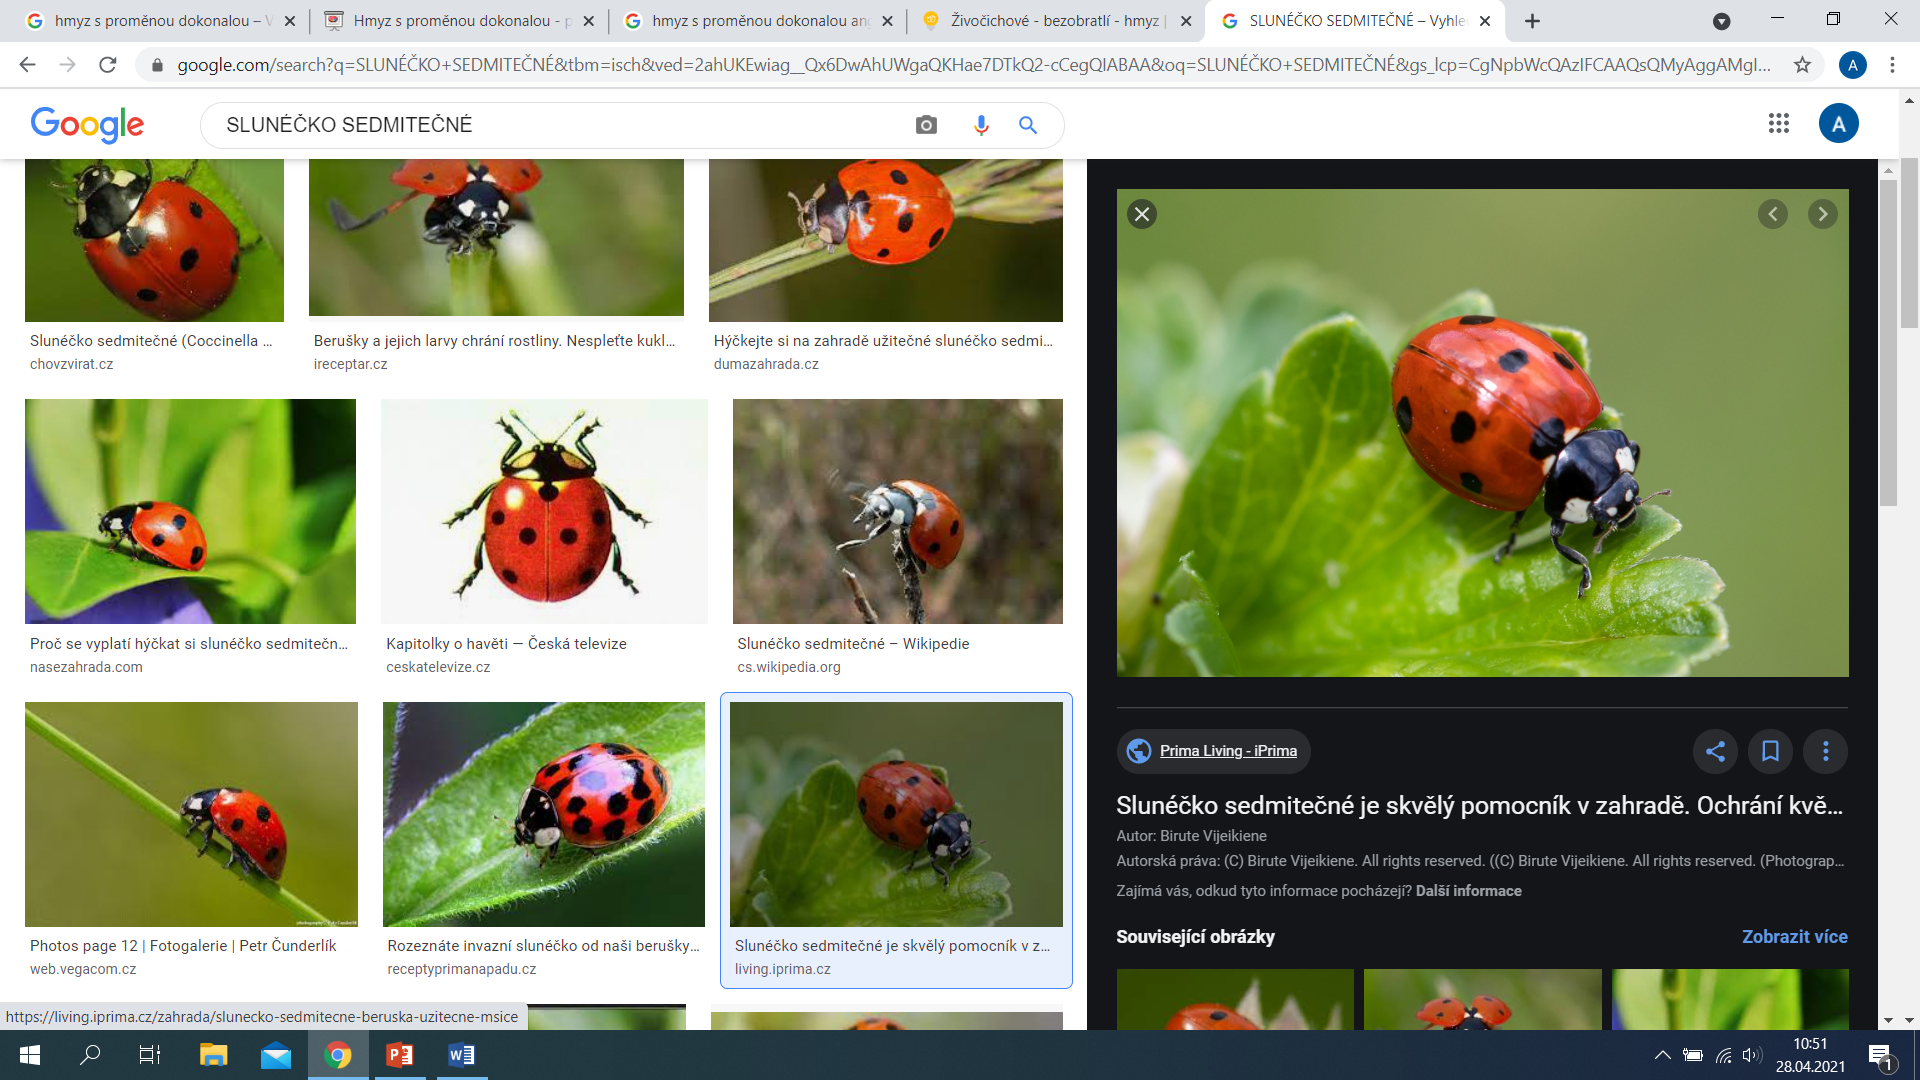 hmyz s proměnou dokonalou – V
Hmyz s proměnou dokonalou - p
hmyz s proměnou dokonalou an
Živočichové - bezobratlí - hmyz |
SLUNÉČKO SEDMITEČNÉ – Vyhle
google.com/search?q=SLUNÉČKO+SEDMITEČNÉ&tbm=isch&ved=2ahUKEwiag__Qx6DwAhUWgaQKHae7DTkQ2-cCegQIABAA&oq=SLUNÉČKO+SEDMITEČNÉ&gs_lcp=CgNpbWcQAzIFCAAQsQMyAggAMgI...
A
Google
SLUNÉČKO SEDMITEČNÉ
A
Slunéčko sedmitečné (Coccinella ...
chovzvirat.cz
Berušky a jejich larvy chrání rostliny. Nespleťte kukl...
ireceptar.cz
Hýčkejte si na zahradě užitečné slunéčko sedmi...
dumazahrada.cz
Proč se vyplatí hýčkat si slunéčko sedmitečn...
nasezahrada.com
Kapitolky o havěti — Česká televize
ceskatelevize.cz
Slunéčko sedmitečné – Wikipedie
cs.wikipedia.org
Photos page 12 | Fotogalerie | Petr Čunderlík
web.vegacom.cz
Rozeznáte invazní slunéčko od naši berušky...
receptyprimanapadu.cz
Slunéčko sedmitečné je skvělý pomocník v z...
living.iprima.cz
Prima Living - iPrima
Slunéčko sedmitečné je skvělý pomocník v zahradě. Ochrání kvě...
Autor: Birute Vijeikiene
Autorská práva: (C) Birute Vijeikiene. All rights reserved. ((C) Birute Vijeikiene. All rights reserved. (Photograp...
Zajímá vás, odkud tyto informace pocházejí? Další informace
Související obrázky
Zobrazit více
https://living.iprima.cz/zahrada/slunecko-sedmitecne-beruska-uzitecne-msice
10:51
28.04.2021
1